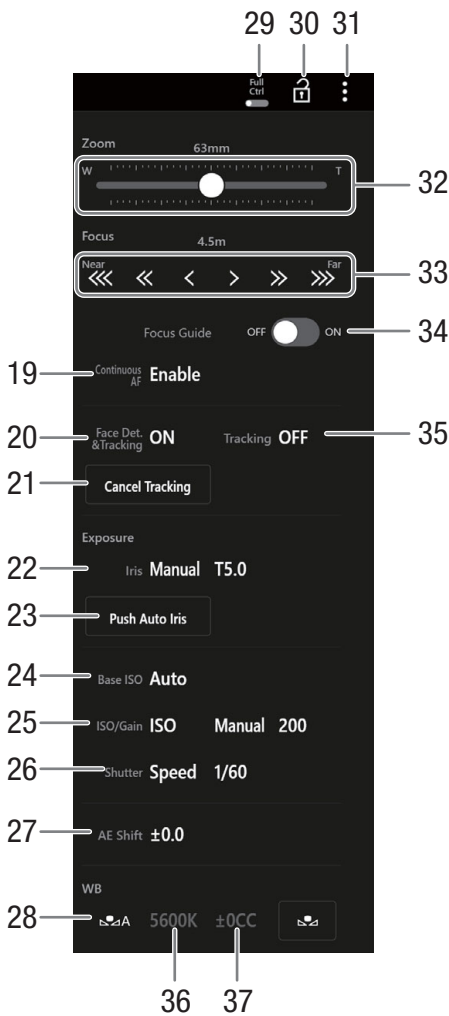 29 30 31
Full
Ctrl
Zoom
63mm
W T
32
Focus
4.5m
Near Far
33
Focus Guide OFF ON
34
19
Continuous
AF
Enable
20
Face Det.
&Tracking
ON Tracking OFF
35
21
Cancel Tracking
Exposure
22
Iris Manual T5.0
23
Push Auto Iris
24
Base ISO Auto
25
ISO/Gain ISO Manual 200
26
Shutter Speed 1/60
27
AE Shift ±0.0
WB
28
A 5600K ±0CC
36 37